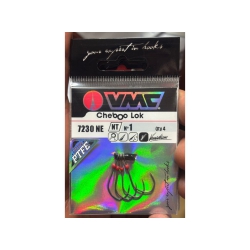 your expert in hooks
VMC
Cheboo Lok
7230 NE
NT
N°1
Qty 4
PTFE